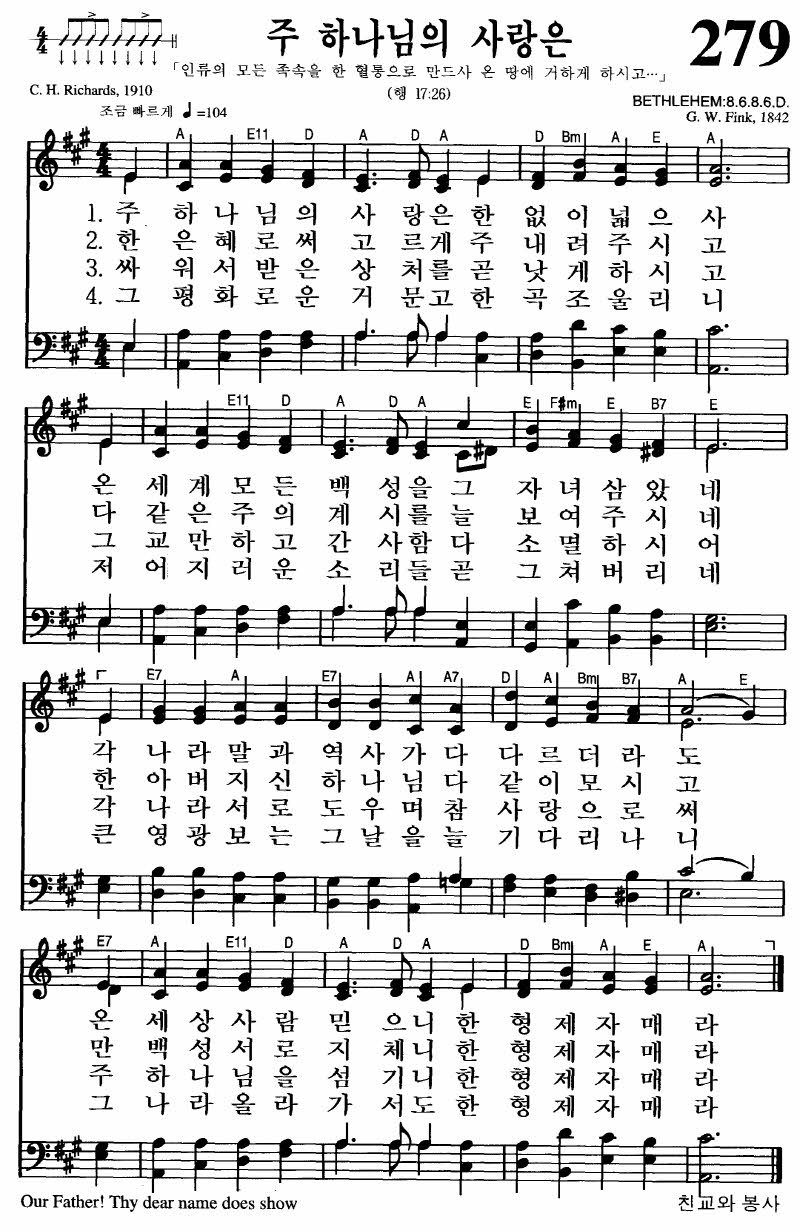 주 하나님의 사랑은
279
「인류의 모든 족속을 한 혈통으로 만드사 온 땅에 거하게 하시고…」
C. H. Richards, 1910
(행 17:26)
BETHLEHEM:8.6.8.6.D.
조금 빠르게 ♩=104
G. W. Fink, 1842
4/4
A E11 D A D A D Bm A E A
1. 주 하 나 님 의 사 랑 은 한 없 이 넓 으 사
2. 한 은 혜 로 써 고 르 게 주 내 려 주 시 고
3. 싸 워 서 받 은 상 처 를 곧 낫 게 하 시 고
4. 그 평 화 로 운 거 문 고 한 곡 조 울 리 니
E11 D A D A E F#m E B7 E
온 세 계 모 든 백 성 을 그 자 녀 삼 았 네
다 같 은 주 의 계 시 를 늘 보 여 주 시 네
그 교 만 하 고 간 사 함 다 소 멸 하 시 어
저 어 지 러 운 소 리 들 곧 그 쳐 버 리 네
E7 A E7 A A7 D A Bm B7 A E
각 나 라 말 과 역 사 가 다 다 르 더 라 도
한 아 버 지 신 하 나 님 다 같 이 모 시 고
각 나 라 서 로 도 우 며 참 사 랑 으 로 써
큰 영 광 보 는 그 날 을 늘 기 다 리 나 니
E7 A E11 D A D A D Bm A E A
온 세 상 사 람 믿 으 니 한 형 제 자 매 라
만 백 성 서 로 지 체 니 한 형 제 자 매 라
주 하 나 님 을 섬 기 니 한 형 제 자 매 라
그 나 라 올 라 가 서 도 한 형 제 자 매 라
Our Father! Thy dear name does show
친교와 봉사